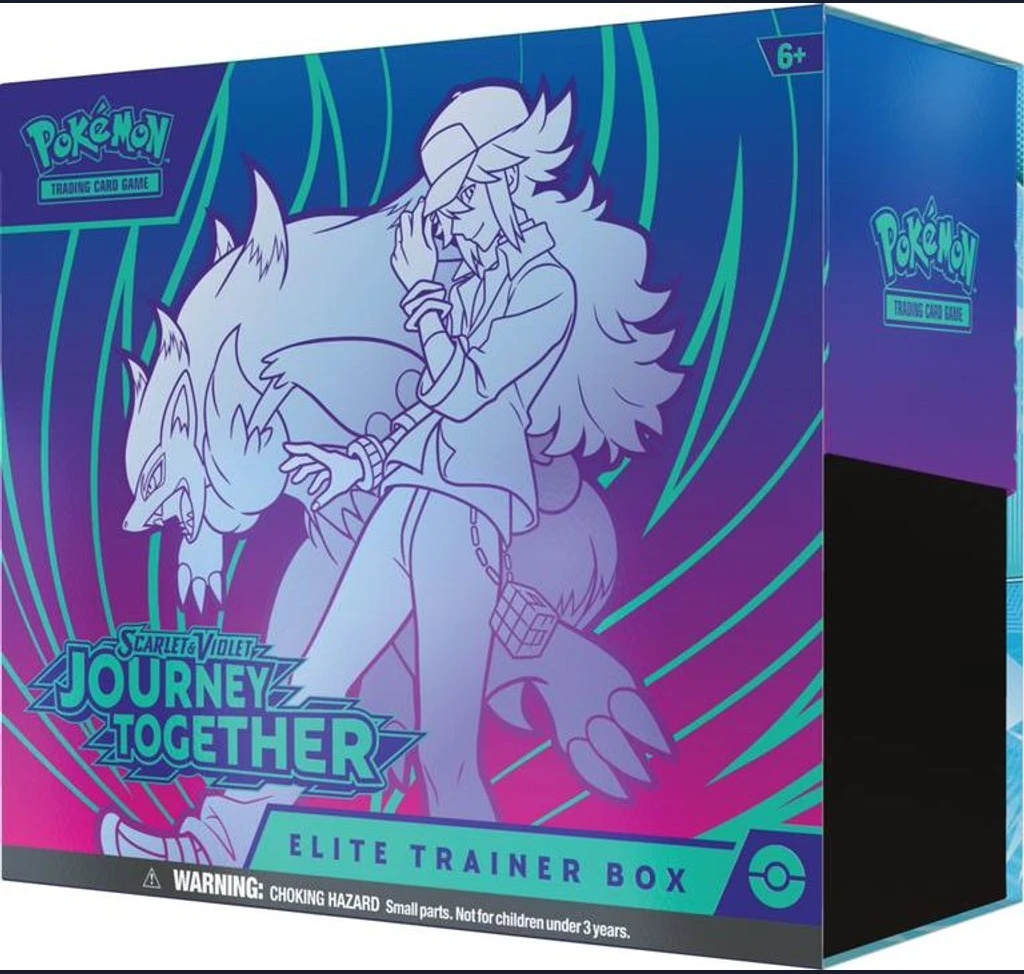 6+
POKéMON
TRADING CARD GAME
POKéMON
TRADING CARD GAME
SCARLET & VIOLET
JOURNEY
TOGETHER
ELITE TRAINER BOX
WARNING: CHOKING HAZARD Small parts. Not for children under 3 years.